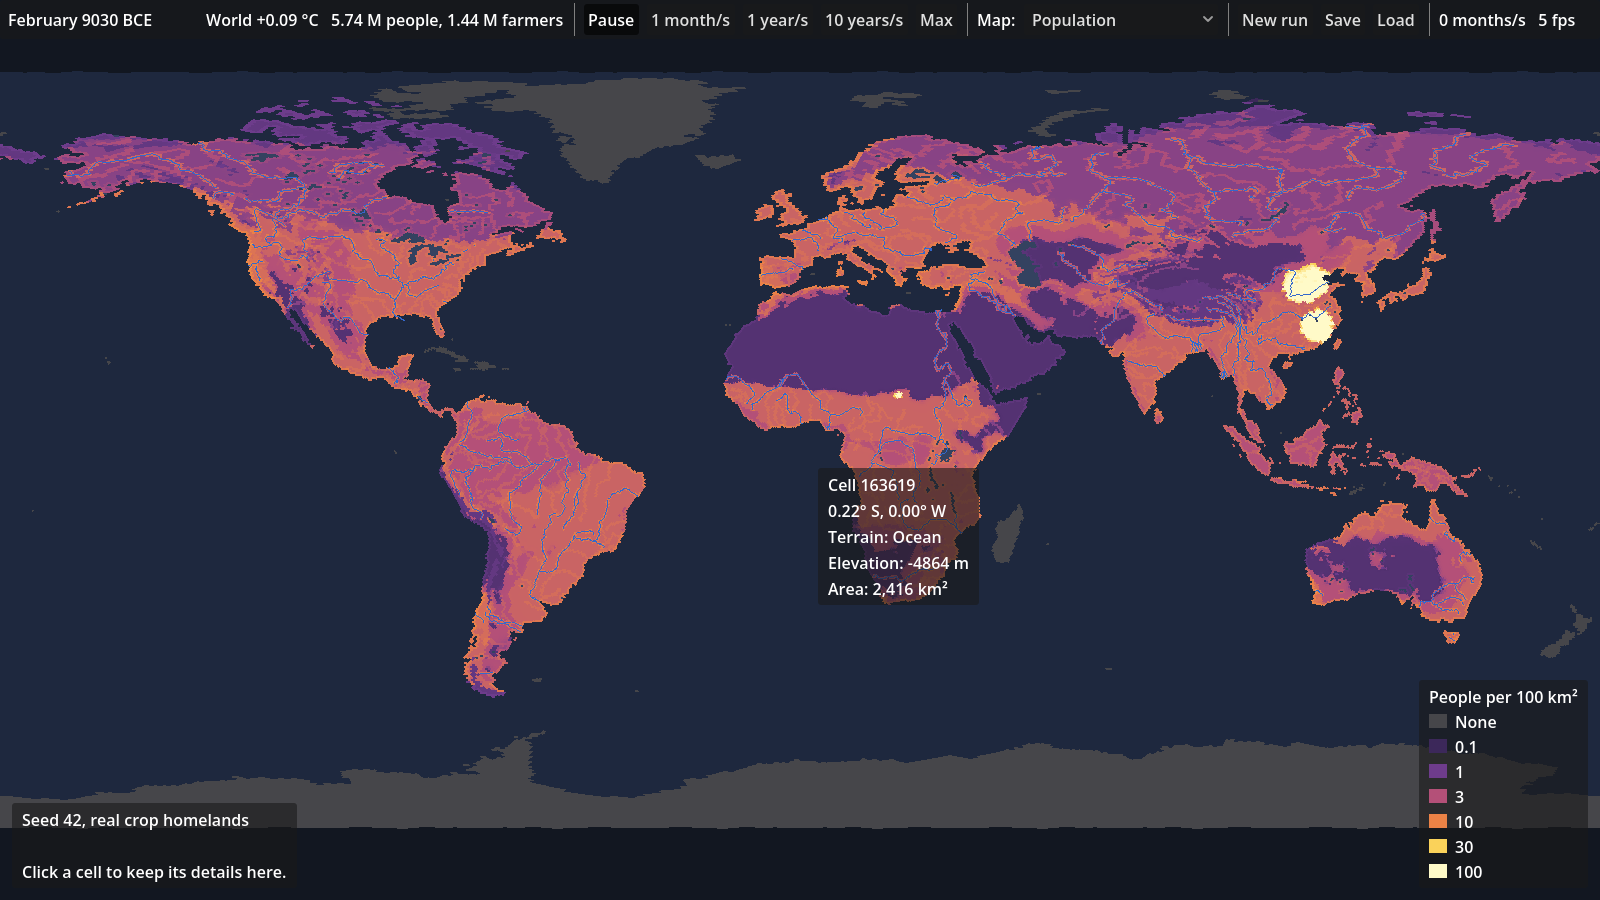 February 9030 BCE World +0.09 °C 5.74 M people, 1.44 M farmers Pause 1 month/s 1 year/s 10 years/s Max Map: Population New run Save Load 0 months/s 5 fps
Cell 163619
0.22° S, 0.00° W
Terrain: Ocean
Elevation: -4864 m
Area: 2,416 km²
People per 100 km²
None
0.1
1
3
10
30
100
Seed 42, real crop homelands
Click a cell to keep its details here.